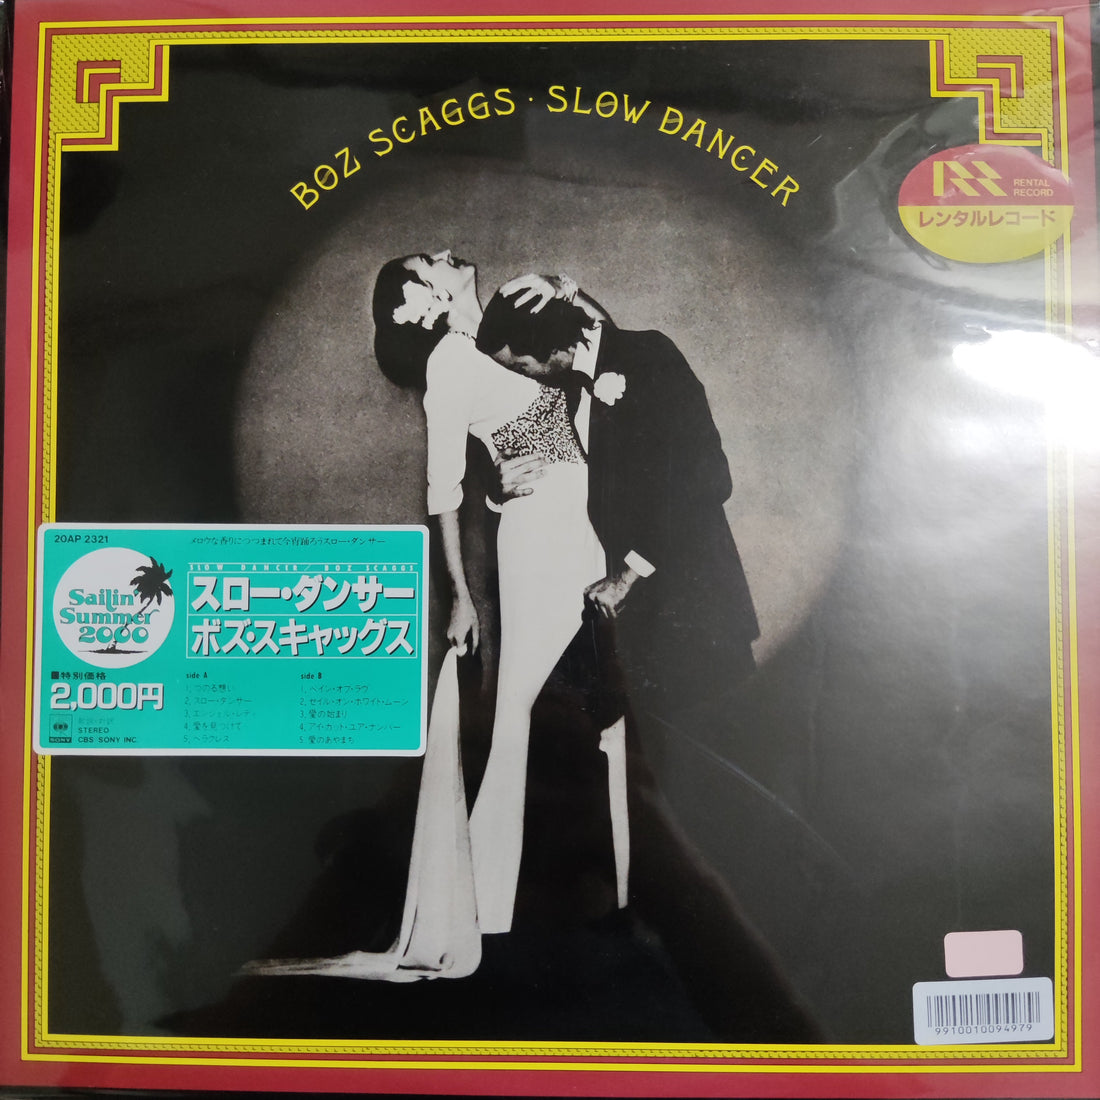 BOZ SCAGGS · SLOW DANCER
RR
RENTAL
RECORD
レンタルレコード
20AP 2321
メロウな香りにつつまれて今宵踊ろうスロー・ダンサー
Sailin'
Summer
2000
SLOW DANCER / BOZ SCAGGS
スロー・ダンサー
ボズ・スキャッグス
■特別価格
2,000円
side A
1. つのる想い
2. スロー・ダンサー
3. エンジェル・レディ
4. 愛を見つけて
5. ヘラクレス
side B
1. ペイン・オブ・ラヴ
2. セイル・オン・ホワイト・ムーン
3. 愛の始まり
4. アイ・ガット・ユア・ナンバー
5. 愛のあやまち
歌詞・対訳
STEREO
SONY
CBS/SONY INC.
9910010094979